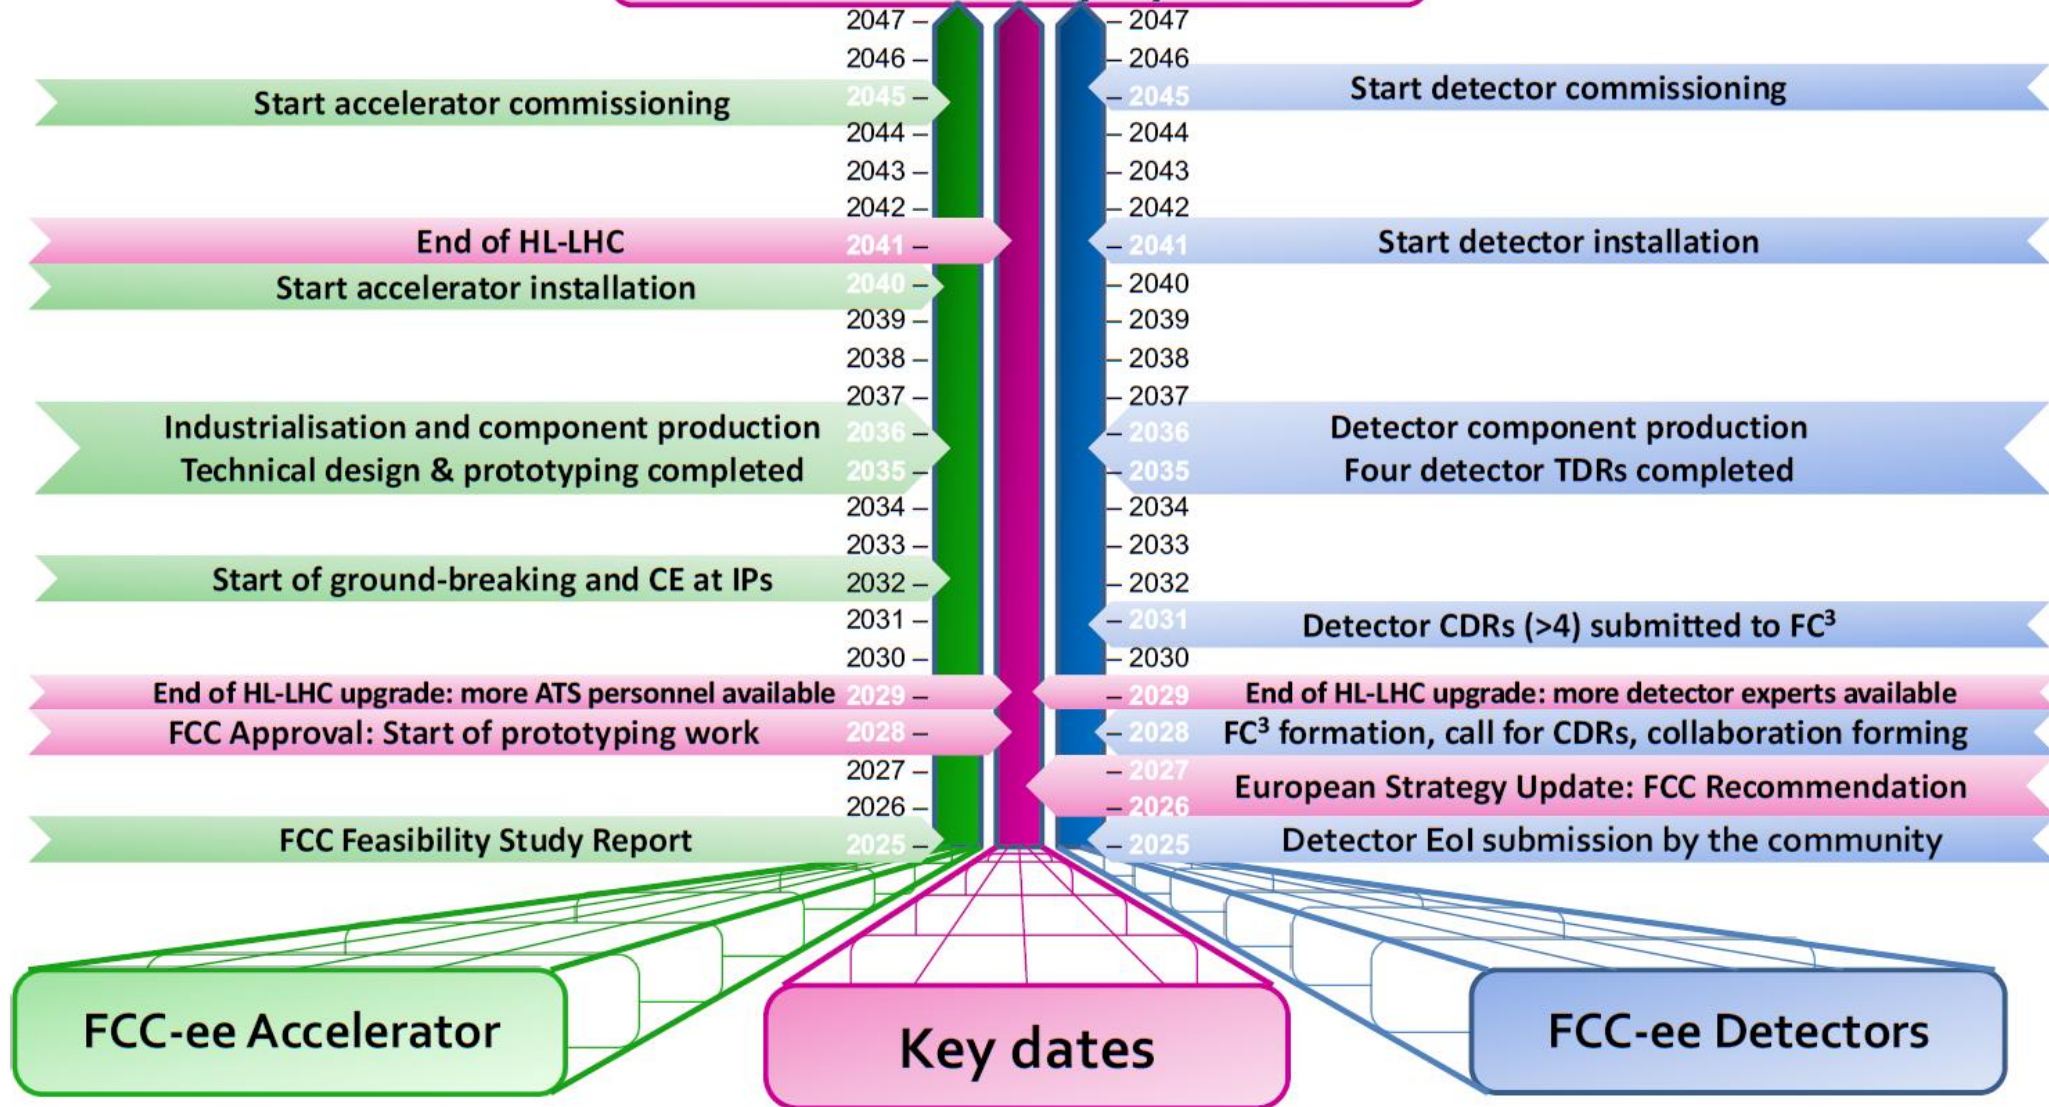 2047 – – 2047
2046 – – 2046
Start accelerator commissioning 2045 – – 2045 Start detector commissioning
2044 – – 2044
2043 – – 2043
2042 – – 2042
End of HL-LHC 2041 – – 2041 Start detector installation
Start accelerator installation 2040 – – 2040
2039 – – 2039
2038 – – 2038
2037 – – 2037
Industrialisation and component production 2036 – – 2036 Detector component production
Technical design & prototyping completed 2035 – – 2035 Four detector TDRs completed
2034 – – 2034
2033 – – 2033
Start of ground-breaking and CE at IPs 2032 – – 2032
2031 – – 2031 Detector CDRs (>4) submitted to FC³
2030 – – 2030
End of HL-LHC upgrade: more ATS personnel available 2029 – – 2029 End of HL-LHC upgrade: more detector experts available
FCC Approval: Start of prototyping work 2028 – – 2028 FC³ formation, call for CDRs, collaboration forming
2027 – – 2027
European Strategy Update: FCC Recommendation
2026 – – 2026
FCC Feasibility Study Report 2025 – – 2025 Detector EoI submission by the community
FCC-ee Accelerator
Key dates
FCC-ee Detectors